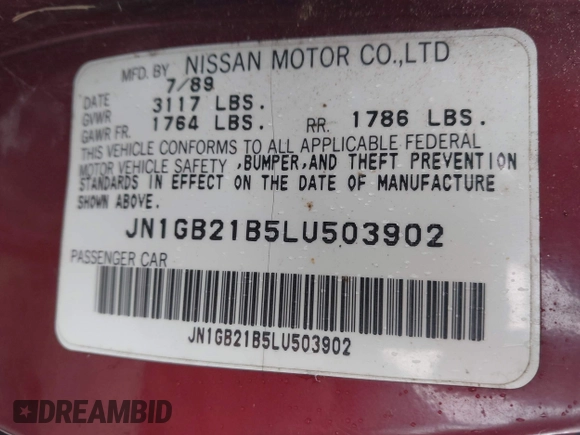 MFD. BY NISSAN MOTOR CO.,LTD
DATE 7/89
GVWR 3117 LBS.
GAWR FR. 1764 LBS. RR. 1786 LBS.
THIS VEHICLE CONFORMS TO ALL APPLICABLE FEDERAL
MOTOR VEHICLE SAFETY ,BUMPER,AND THEFT PREVENTION
STANDARDS IN EFFECT ON THE DATE OF MANUFACTURE
SHOWN ABOVE.
JN1GB21B5LU503902
PASSENGER CAR
JN1GB21B5LU503902
DREAMBID